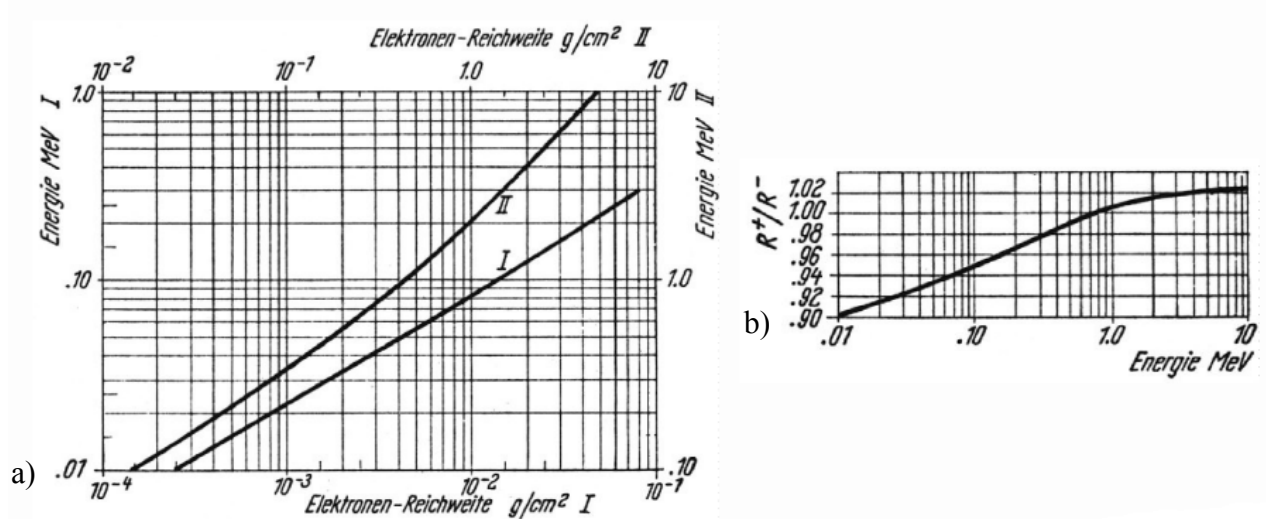 Elektronen-Reichweite g/cm² II
10⁻² 10⁻¹ 1.0 10
1.0 10
Energie MeV I
Energie MeV II
.10 1.0
.01 .10
a)
10⁻⁴ 10⁻³ 10⁻² 10⁻¹
Elektronen-Reichweite g/cm² I
II
I
R⁺/R⁻
1.02
1.00
.98
.96
.94
.92
.90
b)
.01 .10 1.0 10
Energie MeV